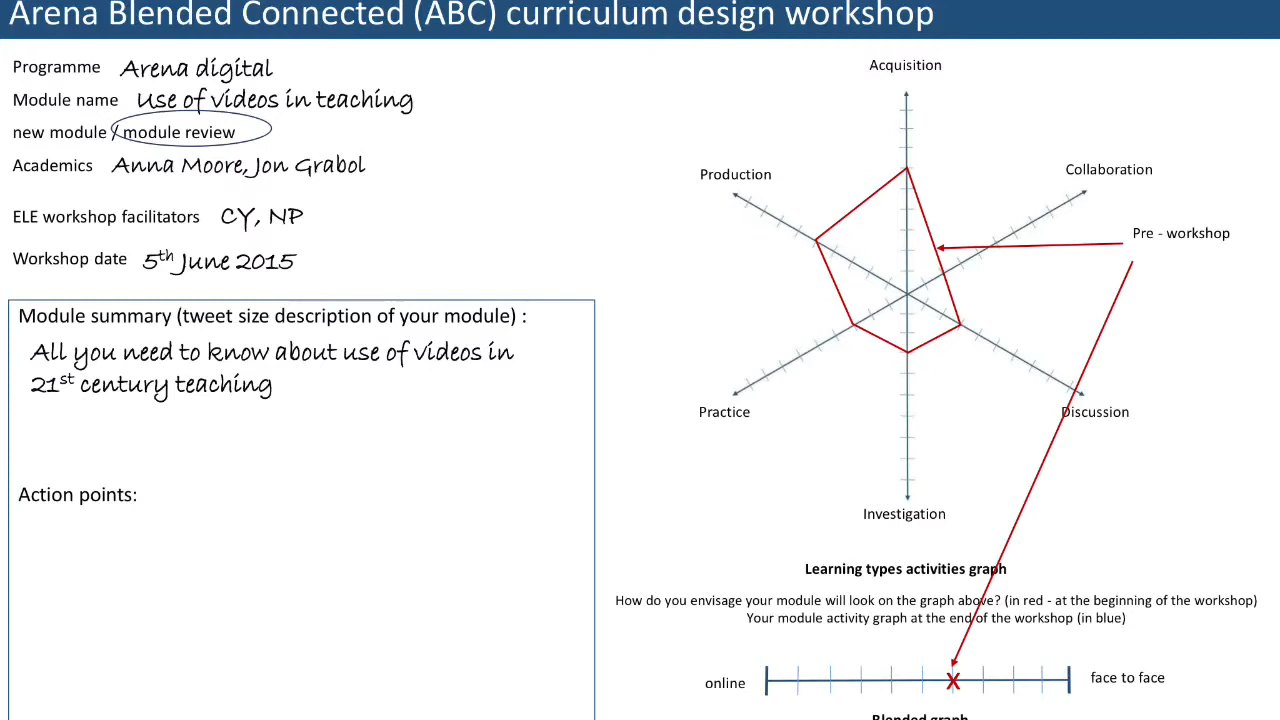 Arena Blended Connected (ABC) curriculum design workshop
Programme Arena digital
Module name Use of videos in teaching
new module / module review
Academics Anna Moore, Jon Grabol
ELE workshop facilitators CY, NP
Workshop date 5th June 2015
Module summary (tweet size description of your module) :
All you need to know about use of videos in
21st century teaching
Action points:
Acquisition
Production
Collaboration
Pre - workshop
Practice
Discussion
Investigation
Learning types activities graph
How do you envisage your module will look on the graph above? (in red - at the beginning of the workshop)
Your module activity graph at the end of the workshop (in blue)
online X face to face
Blended graph